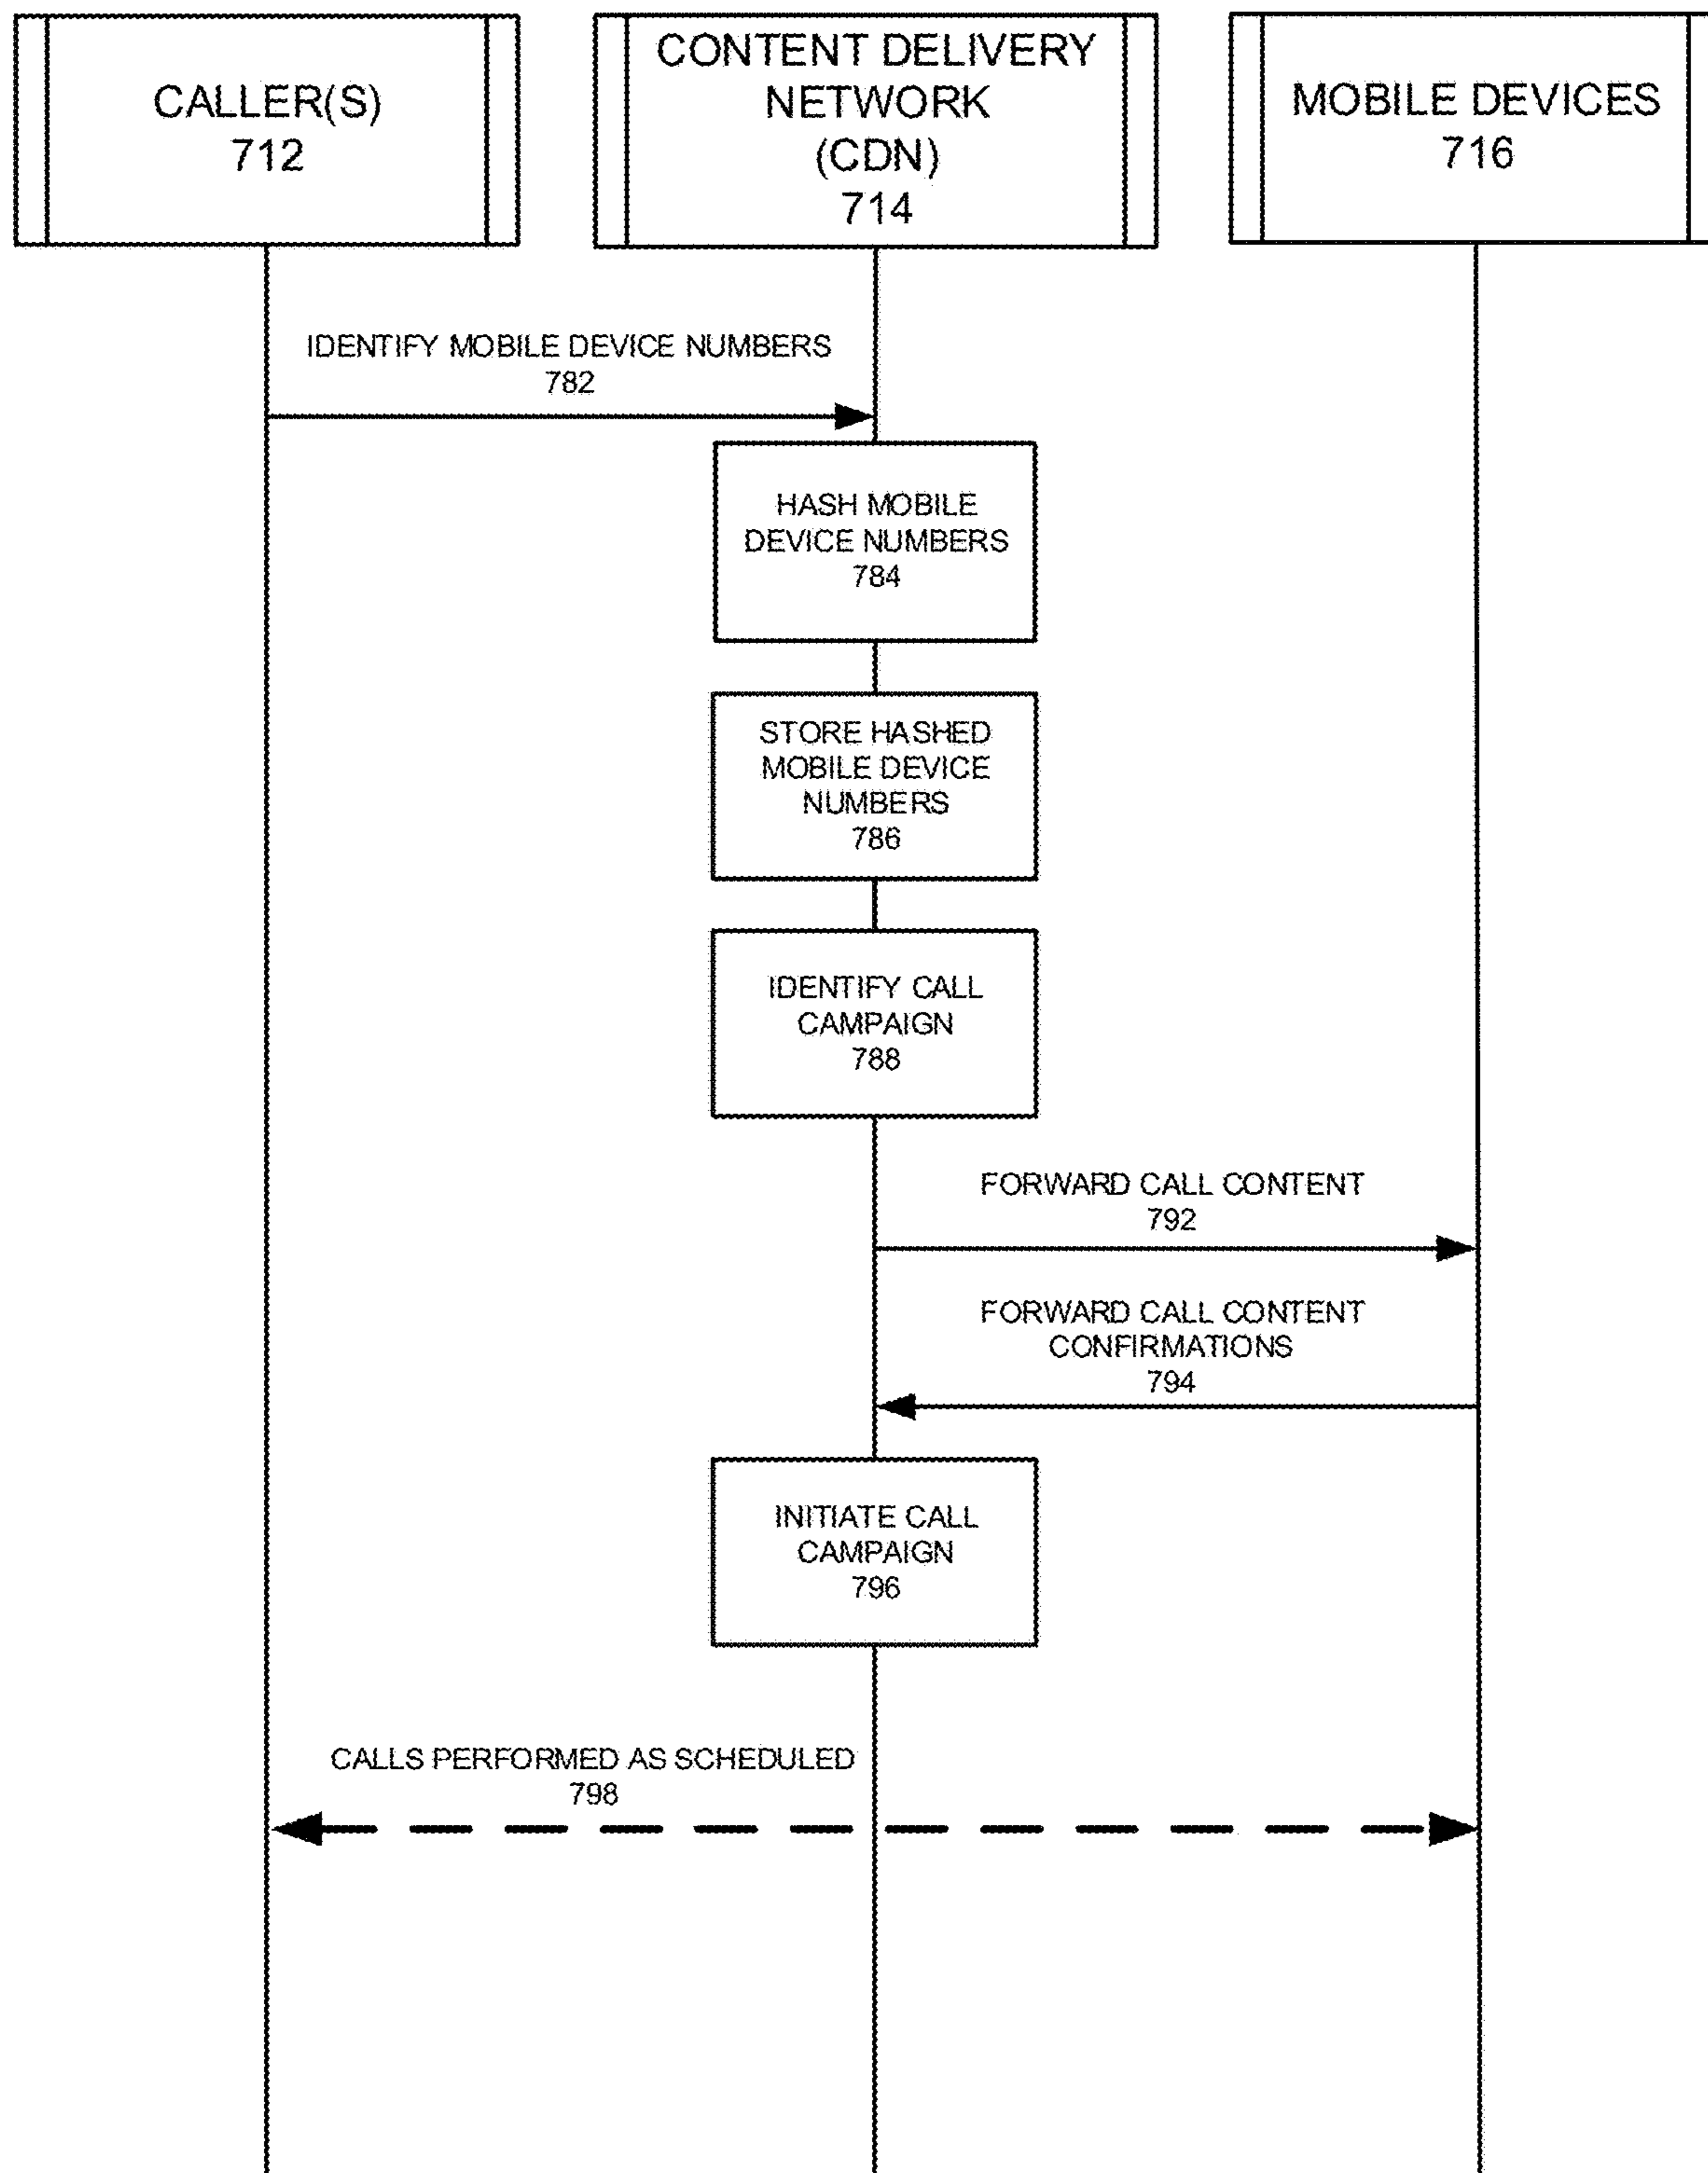 CALLER(S)
712
CONTENT DELIVERY
NETWORK
(CDN)
714
MOBILE DEVICES
716
IDENTIFY MOBILE DEVICE NUMBERS
782
HASH MOBILE
DEVICE NUMBERS
784
STORE HASHED
MOBILE DEVICE
NUMBERS
786
IDENTIFY CALL
CAMPAIGN
788
FORWARD CALL CONTENT
792
FORWARD CALL CONTENT
CONFIRMATIONS
794
INITIATE CALL
CAMPAIGN
796
CALLS PERFORMED AS SCHEDULED
798